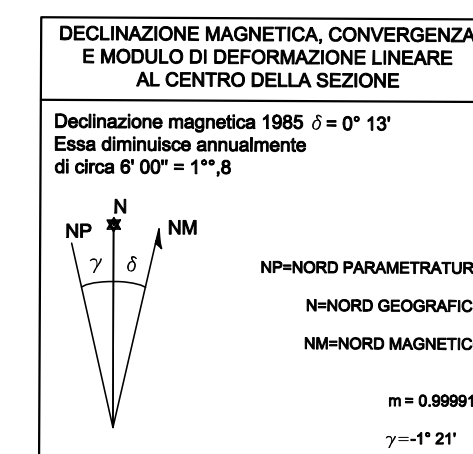 DECLINAZIONE MAGNETICA, CONVERGENZA
E MODULO DI DEFORMAZIONE LINEARE
AL CENTRO DELLA SEZIONE
Declinazione magnetica 1985 δ = 0° 13'
Essa diminuisce annualmente
di circa 6' 00" = 1°°,8
N
NP NM
γ δ
NP=NORD PARAMETRATUR
N=NORD GEOGRAFIC
NM=NORD MAGNETIC
m = 0.99991
γ=-1° 21'